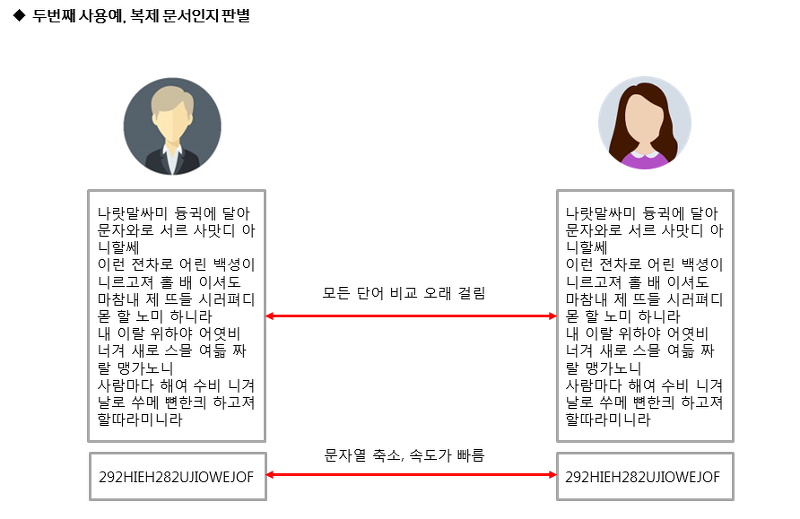 ◆ 두번째 사용예. 복제 문서인지 판별
나랏말싸미 듕귁에 달아
문자와로 서르 사맛디 아
니할쎄
이런 젼차로 어린 백셩이
니르고져 홀 배 이셔도
마참내 제 뜨들 시러펴디
몯 할 노미 하니라
내 이랄 위하야 어엿비
너겨 새로 스믈 여듧 짜
랄 맹가노니
사람마다 해여 수비 니겨
날로 쑤메 뼌한킈 하고져
할따라미니라
모든 단어 비교 오래 걸림
나랏말싸미 듕귁에 달아
문자와로 서르 사맛디 아
니할쎄
이런 젼차로 어린 백셩이
니르고져 홀 배 이셔도
마참내 제 뜨들 시러펴디
몯 할 노미 하니라
내 이랄 위하야 어엿비
너겨 새로 스믈 여듧 짜
랄 맹가노니
사람마다 해여 수비 니겨
날로 쑤메 뼌한킈 하고져
할따라미니라
292HIEH282UJIOWEJOF
문자열 축소, 속도가 빠름
292HIEH282UJIOWEJOF